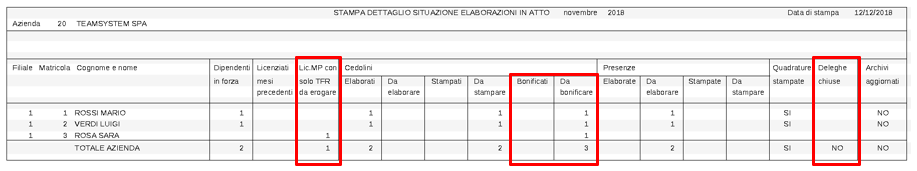 STAMPA DETTAGLIO SITUAZIONE ELABORAZIONI IN ATTO novembre 2018 Data di stampa 12/12/2018
Azienda 20 TEAMSYSTEM SPA
Filiale Matricola Cognome e nome Dipendenti Licenziati Lic.MP con Cedolini Presenze Quadrature Deleghe Archivi
in forza mesi solo TFR Elaborati Da Stampati Da Bonificati Da Elaborate Da Stampate Da stampate chiuse aggiornati
precedenti da erogare elaborare stampare bonificare elaborare stampare
1 1 ROSSI MARIO 1 1 1 1 1 SI NO
1 2 VERDI LUIGI 1 1 1 1 1 SI NO
1 3 ROSA SARA 1 1
TOTALE AZIENDA 2 1 2 2 3 2 SI NO NO